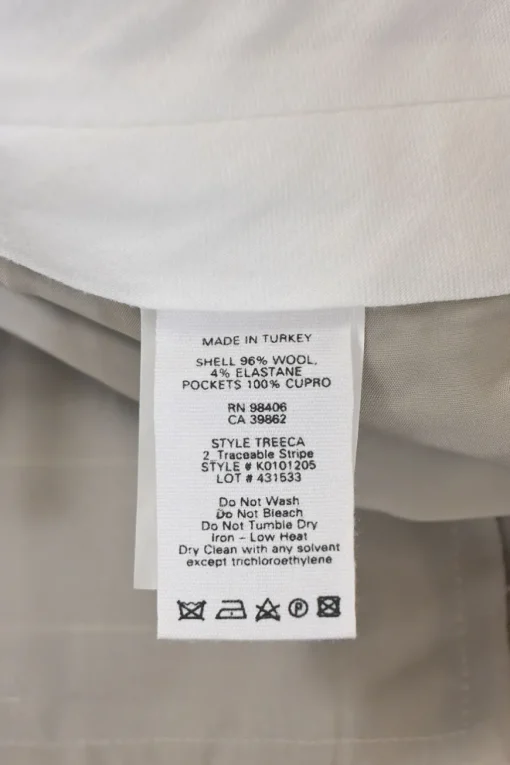 MADE IN TURKEY
SHELL 96% WOOL,
4% ELASTANE
POCKETS 100% CUPRO
RN 98406
CA 39862
STYLE TREECA
2_Traceable Stripe
STYLE # K0101205
LOT # 431533
Do Not Wash
Do Not Bleach
Do Not Tumble Dry
Iron - Low Heat
Dry Clean with any solvent
except trichloroethylene
P